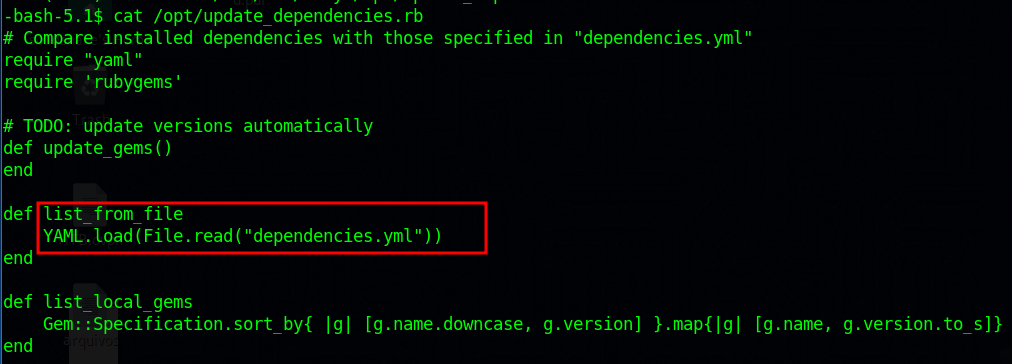 -bash-5.1$ cat /opt/update_dependencies.rb
# Compare installed dependencies with those specified in "dependencies.yml"
require "yaml"
require 'rubygems'
# TODO: update versions automatically
def update_gems()
end
def list_from_file
    YAML.load(File.read("dependencies.yml"))
end
def list_local_gems
    Gem::Specification.sort_by{ |g| [g.name.downcase, g.version] }.map{|g| [g.name, g.version.to_s]}
end